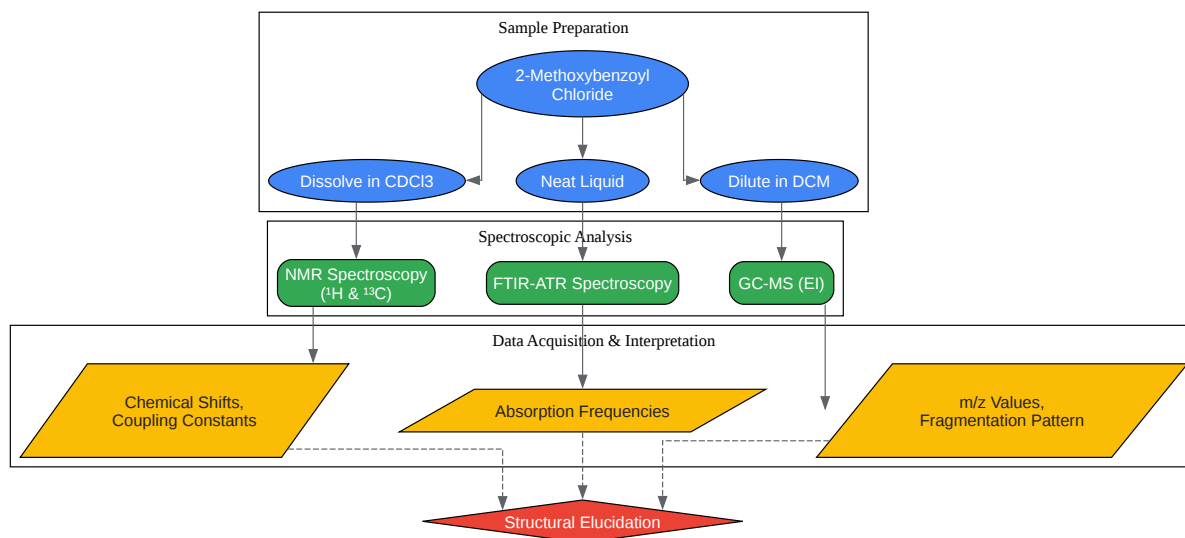 Sample Preparation
2-Methoxybenzoyl
Chloride
Dissolve in CDCl3
Neat Liquid
Dilute in DCM
Spectroscopic Analysis
NMR Spectroscopy
(¹H & ¹³C)
FTIR-ATR Spectroscopy
GC-MS (EI)
Data Acquisition & Interpretation
Chemical Shifts,
Coupling Constants
Absorption Frequencies
m/z Values,
Fragmentation Pattern
Structural Elucidation